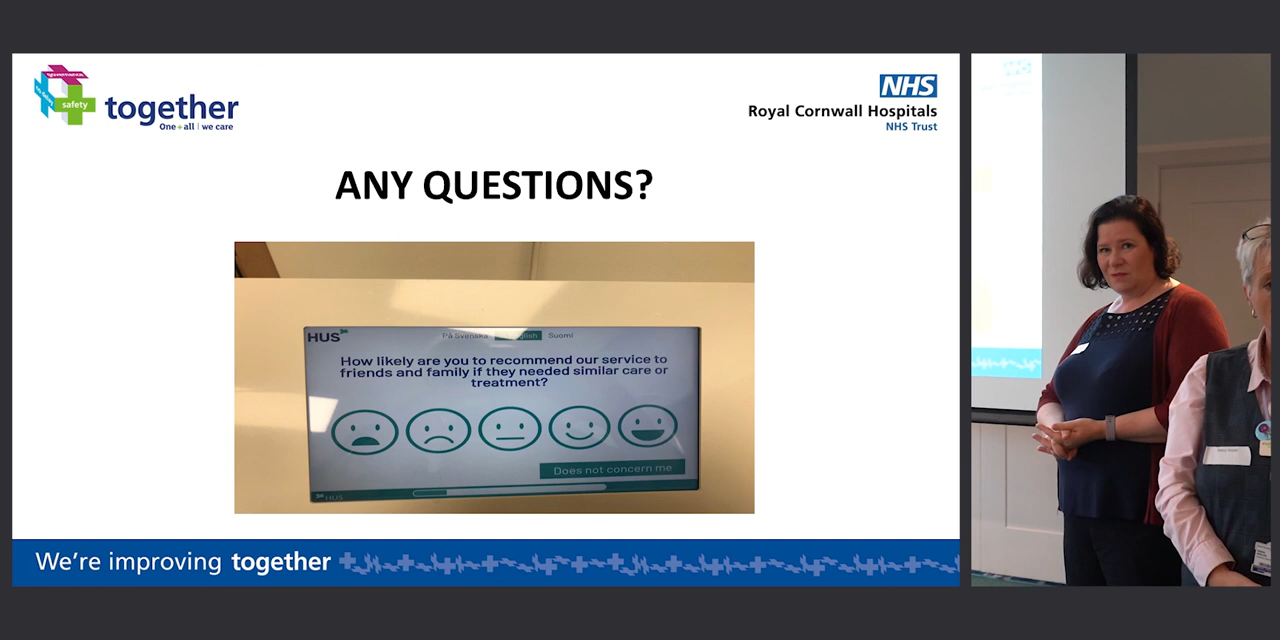 governance
safety
together
One + all | we care
NHS
Royal Cornwall Hospitals
NHS Trust
ANY QUESTIONS?
HUS
På Svenska
Suomi
How likely are you to recommend our service to
friends and family if they needed similar care or
treatment?
Does not concern me
HUS
We're improving together
NHS